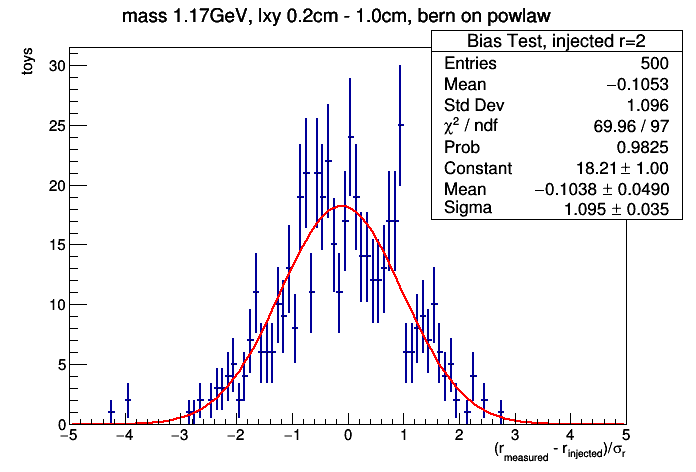 mass 1.17GeV, lxy 0.2cm - 1.0cm, bern on powlaw
Bias Test, injected r=2
Entries 500
Mean −0.1053
Std Dev 1.096
χ² / ndf 69.96 / 97
Prob 0.9825
Constant 18.21 ± 1.00
Mean −0.1038 ± 0.0490
Sigma 1.095 ± 0.035
toys
30
25
20
15
10
5
0
−5 −4 −3 −2 −1 0 1 2 3 4 5
(r_measured - r_injected)/σ_r